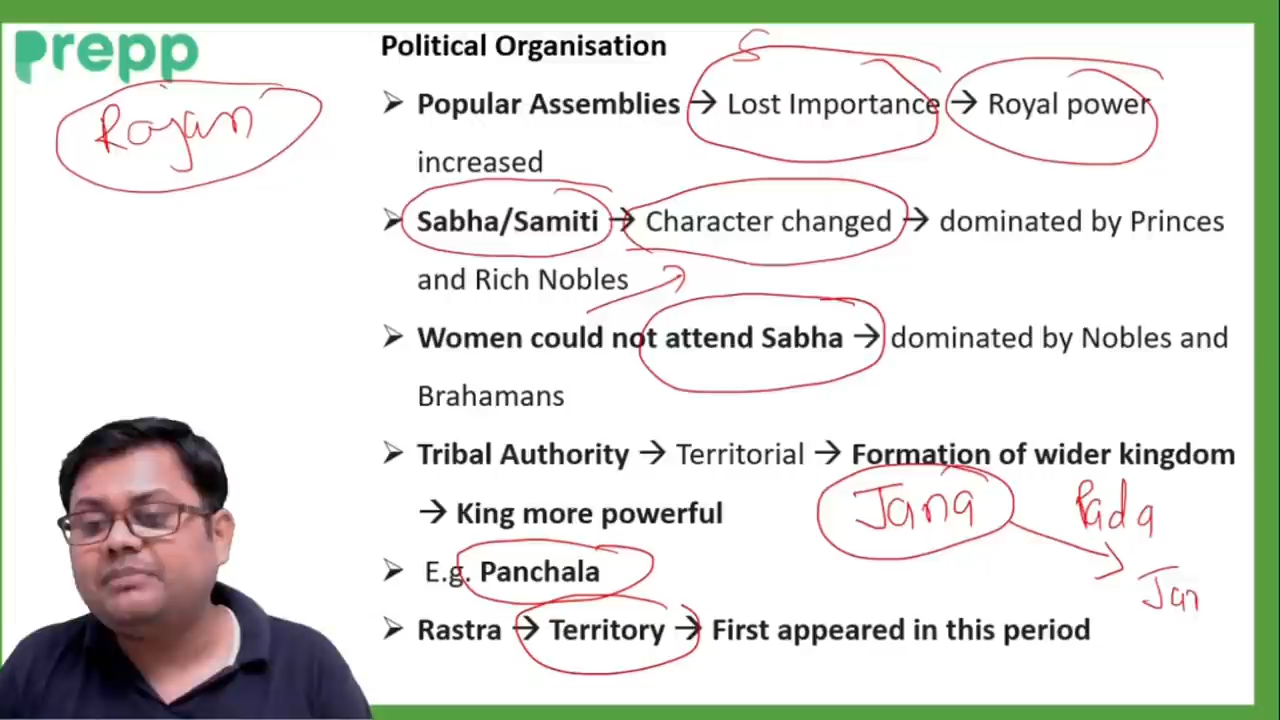 prepp
Political Organisation
S
Rajan
➢ Popular Assemblies → Lost Importance → Royal power
increased
➢ Sabha/Samiti → Character changed → dominated by Princes
and Rich Nobles
➢ Women could not attend Sabha → dominated by Nobles and
Brahamans
➢ Tribal Authority → Territorial → Formation of wider kingdom
→ King more powerful
Jana Pada
➢ E.g. Panchala
Jan
➢ Rastra → Territory → First appeared in this period